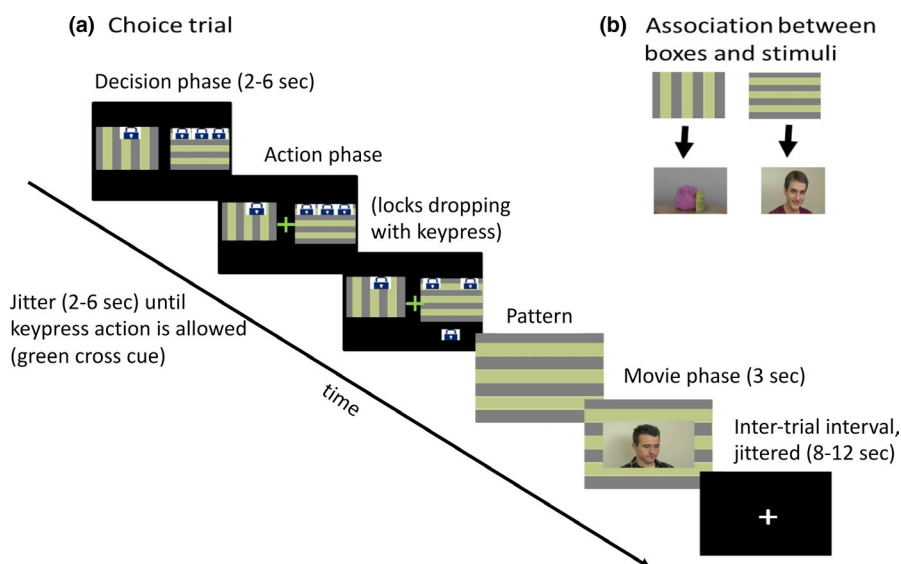 (a) Choice trial
Decision phase (2-6 sec)
Action phase
(locks dropping
with keypress)
Jitter (2-6 sec) until
keypress action is allowed
(green cross cue)
time
Pattern
Movie phase (3 sec)
Inter-trial interval,
jittered (8-12 sec)
(b) Association between
boxes and stimuli